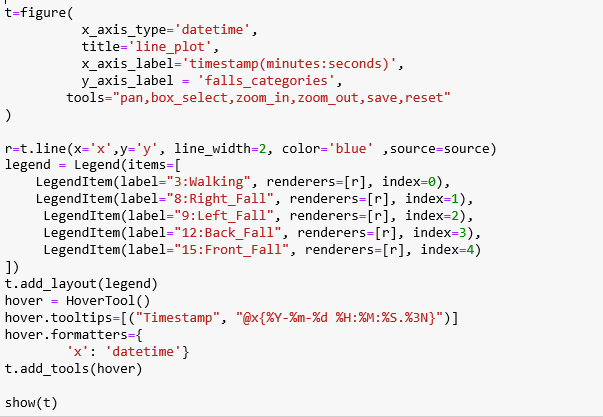 t=figure(
          x_axis_type='datetime',
          title='line_plot',
          x_axis_label='timestamp(minutes:seconds)',
          y_axis_label = 'falls_categories',
        tools="pan,box_select,zoom_in,zoom_out,save,reset"
)

r=t.line(x='x',y='y', line_width=2, color='blue' ,source=source)
legend = Legend(items=[
    LegendItem(label="3:Walking", renderers=[r], index=0),
    LegendItem(label="8:Right_Fall", renderers=[r], index=1),
     LegendItem(label="9:Left_Fall", renderers=[r], index=2),
     LegendItem(label="12:Back_Fall", renderers=[r], index=3),
     LegendItem(label="15:Front_Fall", renderers=[r], index=4)
])
t.add_layout(legend)
hover = HoverTool()
hover.tooltips=[("Timestamp", "@x{%Y-%m-%d %H:%M:%S.%3N}")]
hover.formatters={
        'x': 'datetime'}
t.add_tools(hover)

show(t)